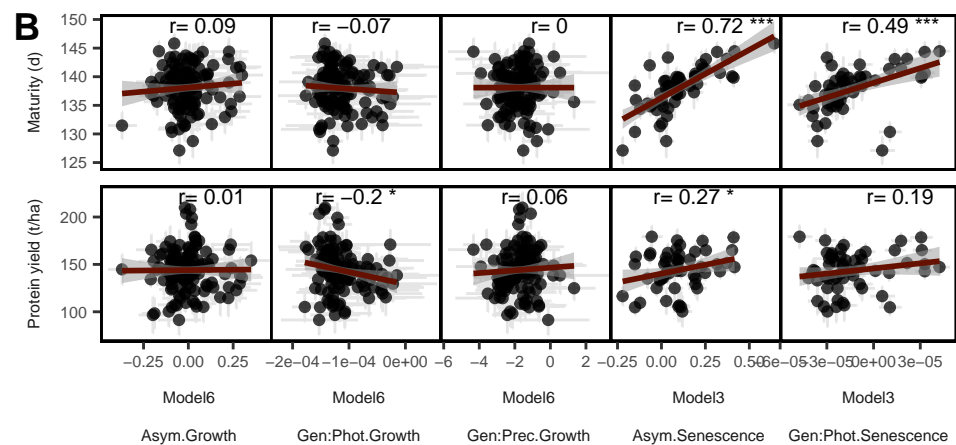 B
r= 0.09 r= −0.07 r= 0 r= 0.72 *** r= 0.49 ***
Maturity (d)
150
145
140
135
130
125
r= 0.01 r= −0.2 * r= 0.06 r= 0.27 * r= 0.19
Protein yield (t/ha)
200
150
100
−0.25 0.00 0.25 −2e−04 −1e−04 0e+00 −6 −4 −2 0 −0.25 0.00 0.25 0.50 −6e−05 −3e−05 0e+00 3e−05
Model6 Model6 Model6 Model3 Model3
Asym.Growth Gen:Phot.Growth Gen:Prec.Growth Asym.Senescence Gen:Phot.Senescence